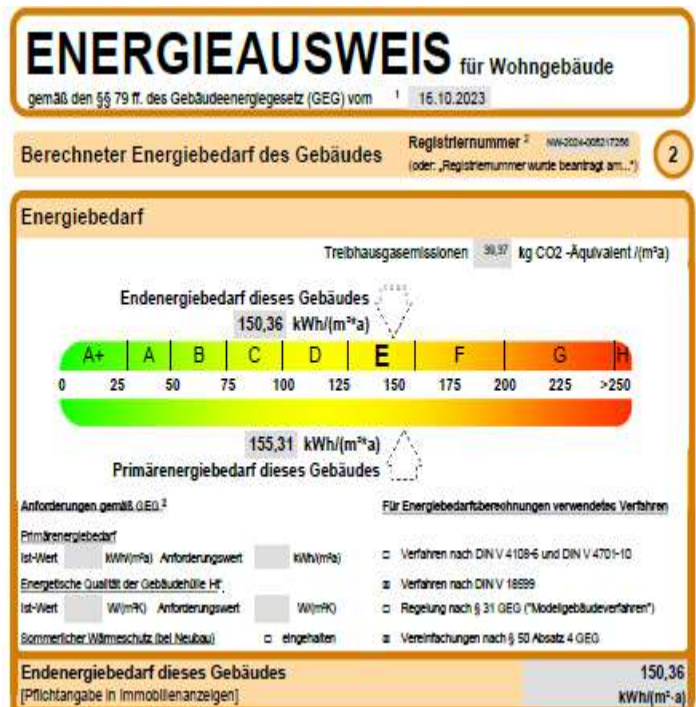 ENERGIEAUSWEIS für Wohngebäude
gemäß den §§ 79 ff. des Gebäudeenergiegesetz (GEG) vom 1 16.10.2023
Berechneter Energiebedarf des Gebäudes
Registriernummer 2
(oder: „Registriernummer wurde beantragt am...")
2
Energiebedarf
Treibhausgasemissionen 39,37 kg CO2 -Äquivalent /(m²a)
Endenergiebedarf dieses Gebäudes
150,36 kWh/(m²*a)
A+ A B C D E F G H
0 25 50 75 100 125 150 175 200 225 >250
155,31 kWh/(m²*a)
Primärenergiebedarf dieses Gebäudes
Anforderungen gemäß GEG 2
Primärenergiebedarf
Ist-Wert kWh/(m²a) Anforderungswert kWh/(m²a)
Energetische Qualität der Gebäudehülle Ht'
Ist-Wert W/(m²K) Anforderungswert W/(m²K)
Sommerlicher Wärmeschutz (bei Neubau) eingehalten
Für Energiebedarfsberechnungen verwendetes Verfahren
Verfahren nach DIN V 4108-6 und DIN V 4701-10
Verfahren nach DIN V 18599
Regelung nach § 31 GEG ("Modellgebäudeverfahren")
Vereinfachungen nach § 50 Absatz 4 GEG
Endenergiebedarf dieses Gebäudes 150,36
[Pflichtangabe in Immobilienanzeigen] kWh/(m²·a)